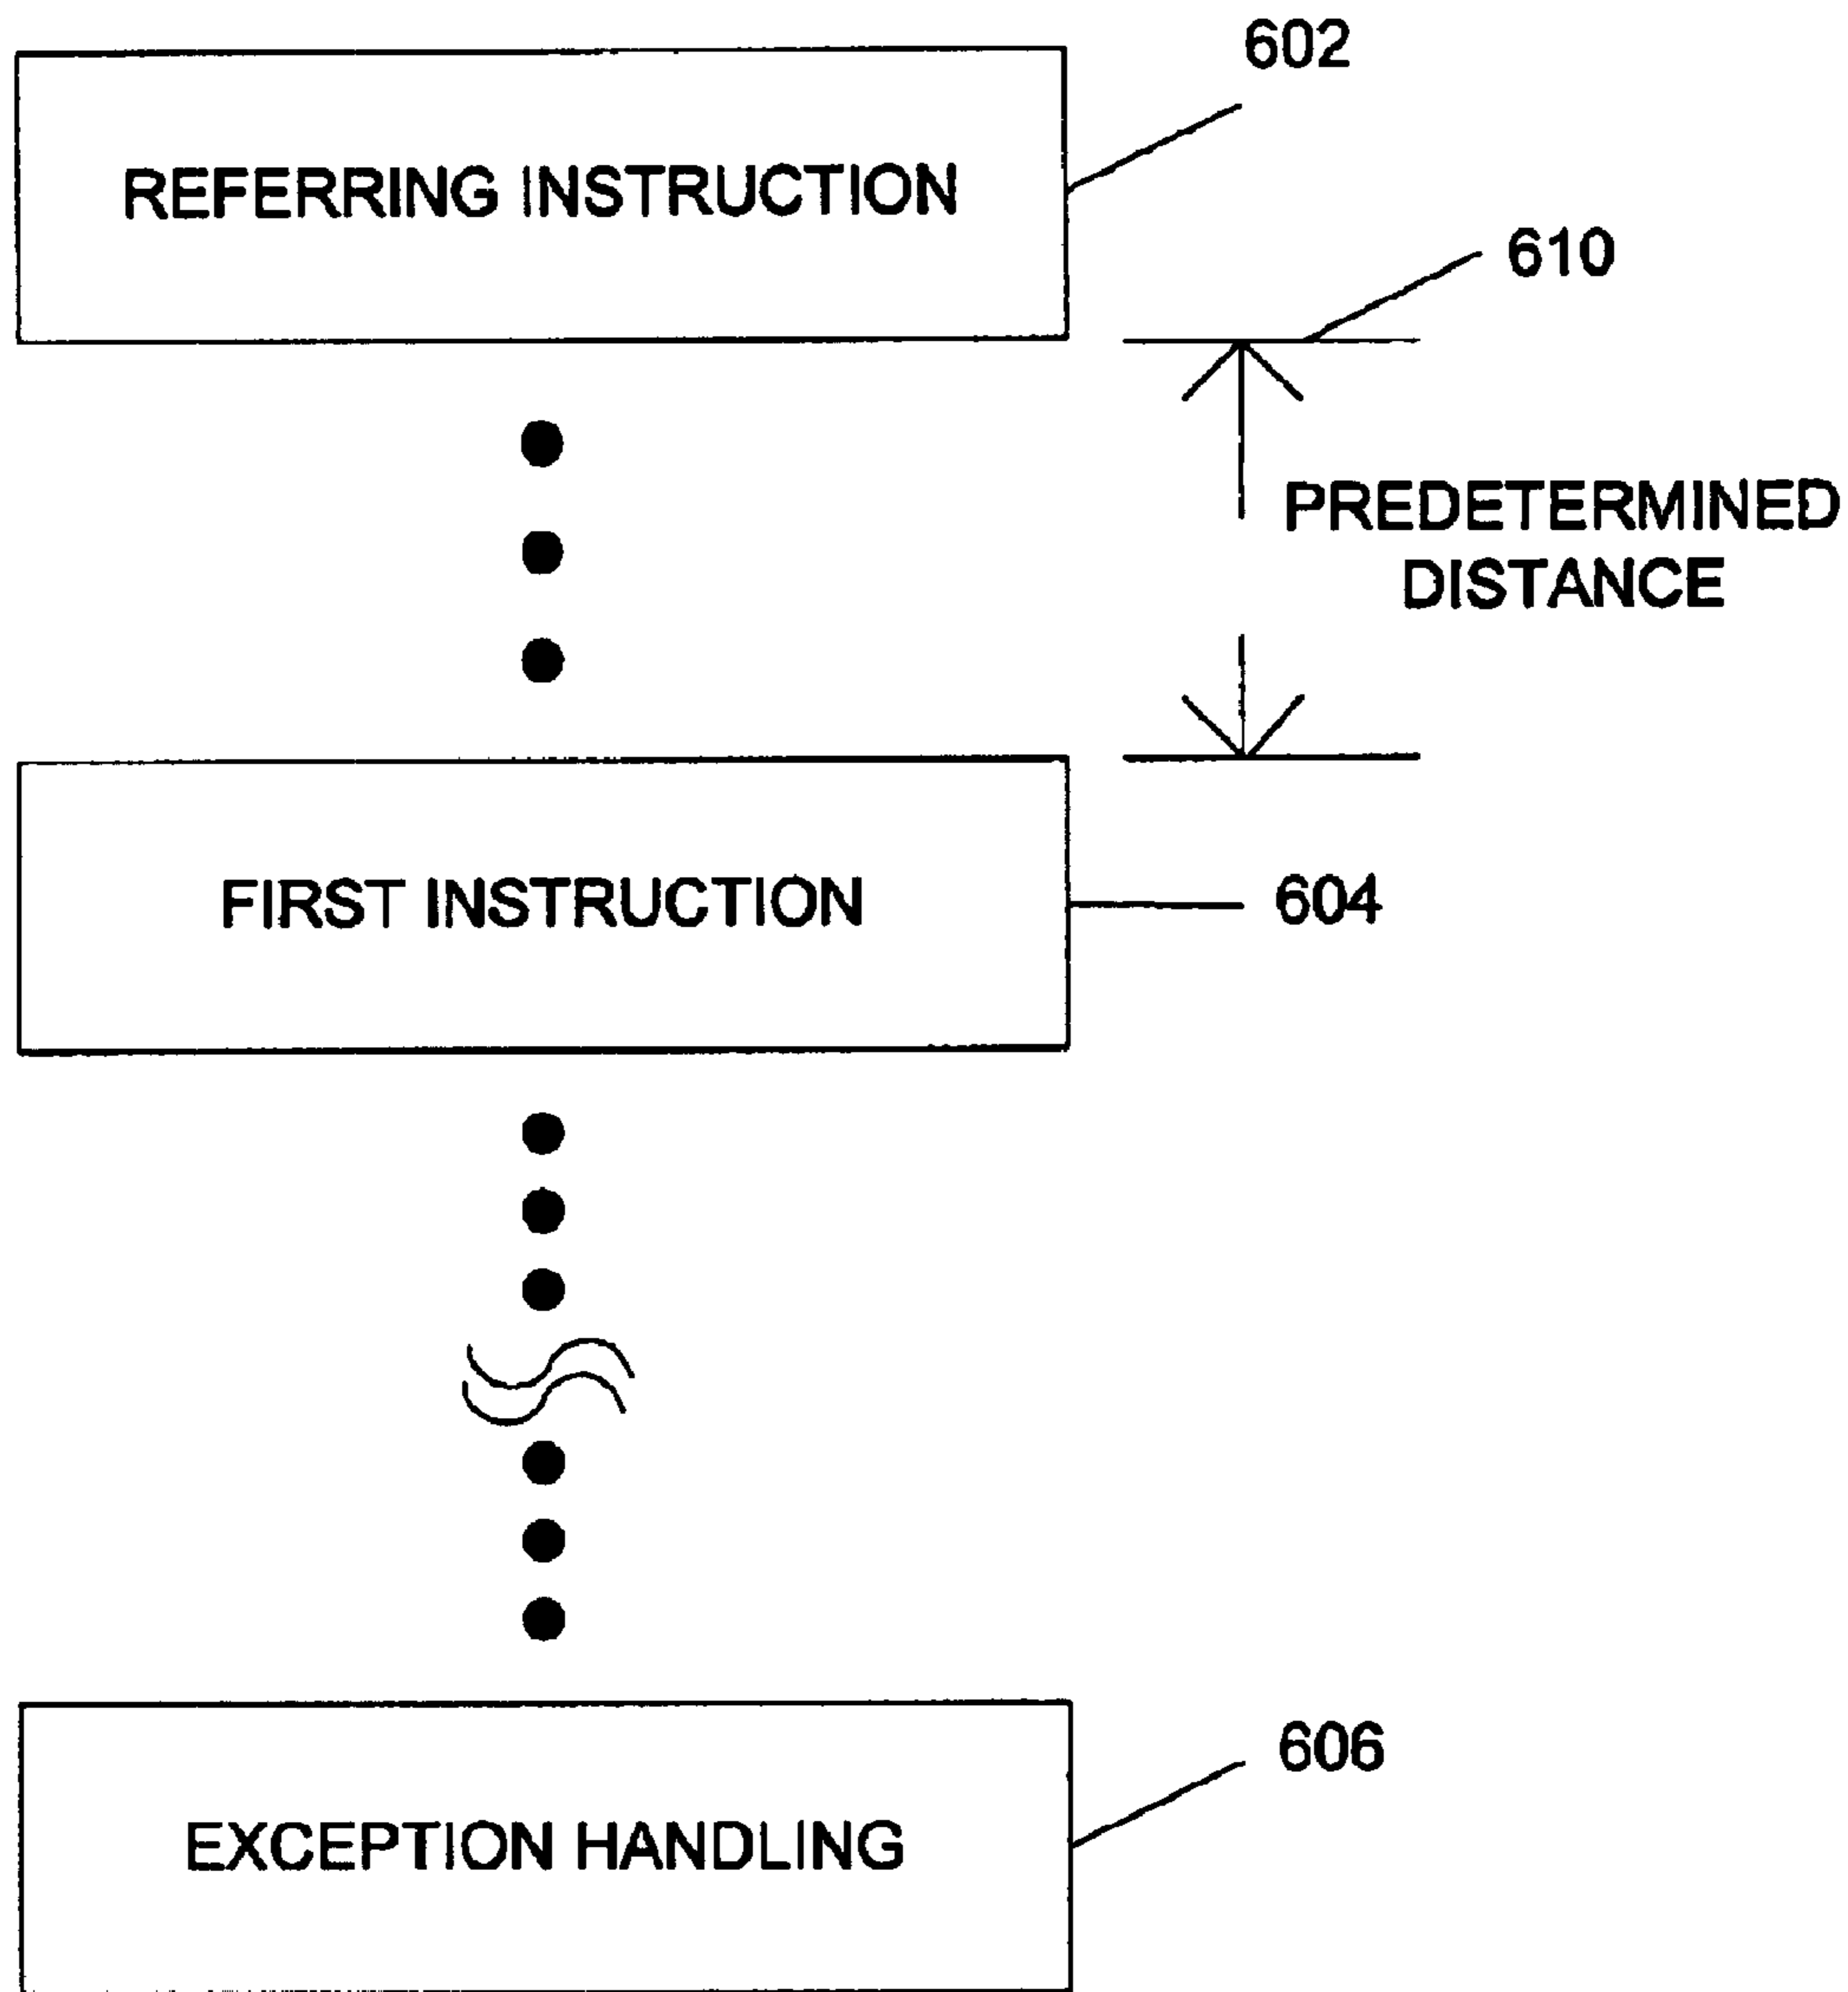 602
REFERRING INSTRUCTION
610
PREDETERMINED
DISTANCE
FIRST INSTRUCTION
604
606
EXCEPTION HANDLING